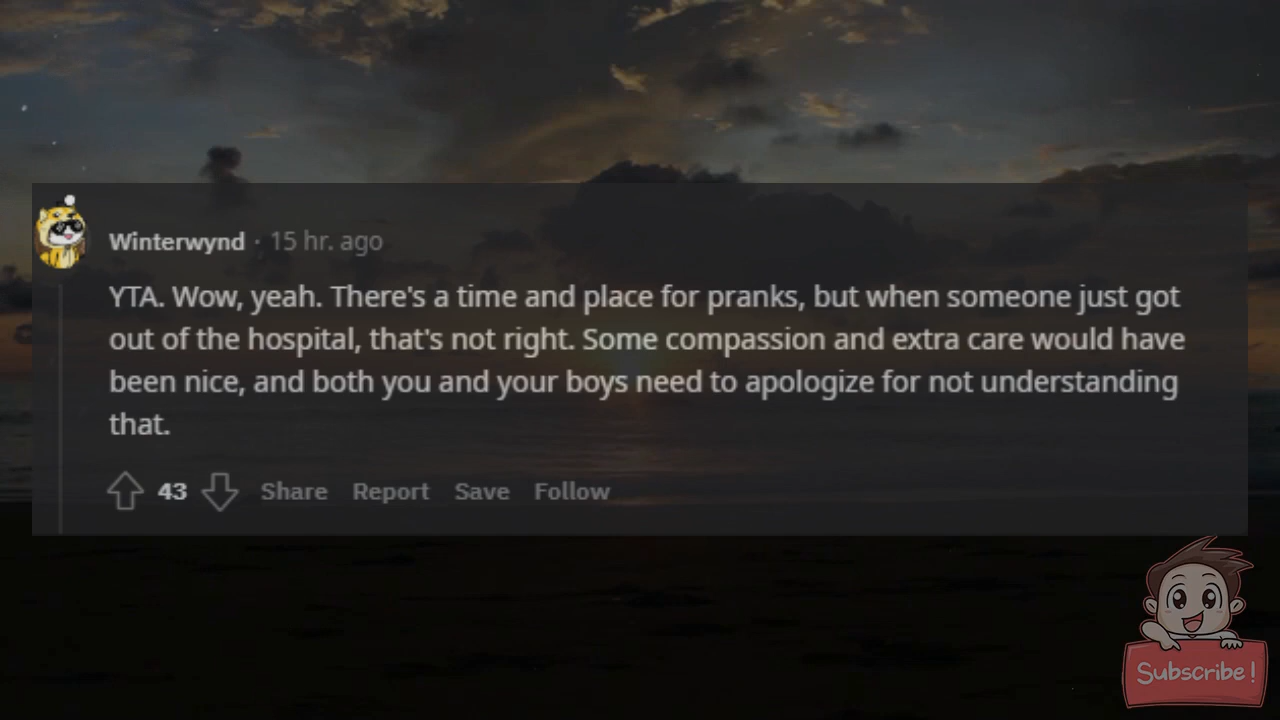 Winterwynd · 15 hr. ago
YTA. Wow, yeah. There's a time and place for pranks, but when someone just got
out of the hospital, that's not right. Some compassion and extra care would have
been nice, and both you and your boys need to apologize for not understanding
that.
43 Share Report Save Follow
Subscribe!